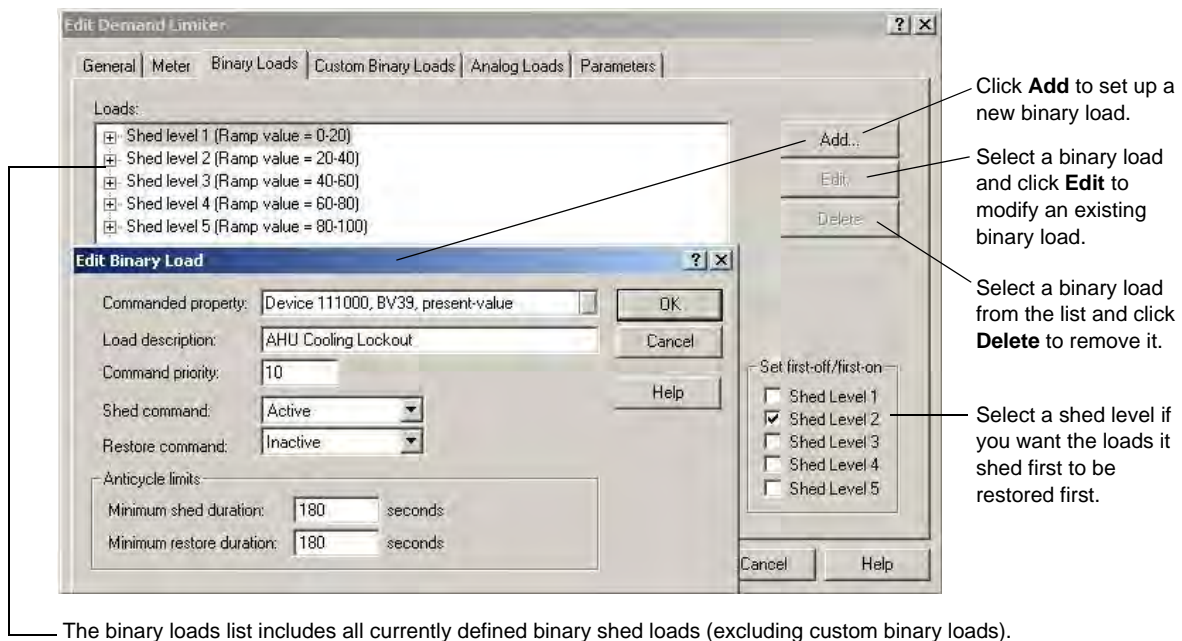 Edit Demand Limiter
General Meter Binary Loads Custom Binary Loads Analog Loads Parameters
Loads:
Shed level 1 (Ramp value = 0-20)
Shed level 2 (Ramp value = 20-40)
Shed level 3 (Ramp value = 40-60)
Shed level 4 (Ramp value = 60-80)
Shed level 5 (Ramp value = 80-100)
Add...
Edit
Delete
Edit Binary Load
Commanded property: Device 111000, BV39, present-value
Load description: AHU Cooling Lockout
Command priority: 10
Shed command: Active
Restore command: Inactive
Anticycle limits
Minimum shed duration: 180 seconds
Minimum restore duration: 180 seconds
OK
Cancel
Help
Set first-off/first-on
Shed Level 1
Shed Level 2
Shed Level 3
Shed Level 4
Shed Level 5
Cancel Help
Click Add to set up a
new binary load.
Select a binary load
and click Edit to
modify an existing
binary load.
Select a binary load
from the list and click
Delete to remove it.
Select a shed level if
you want the loads it
shed first to be
restored first.
The binary loads list includes all currently defined binary shed loads (excluding custom binary loads).